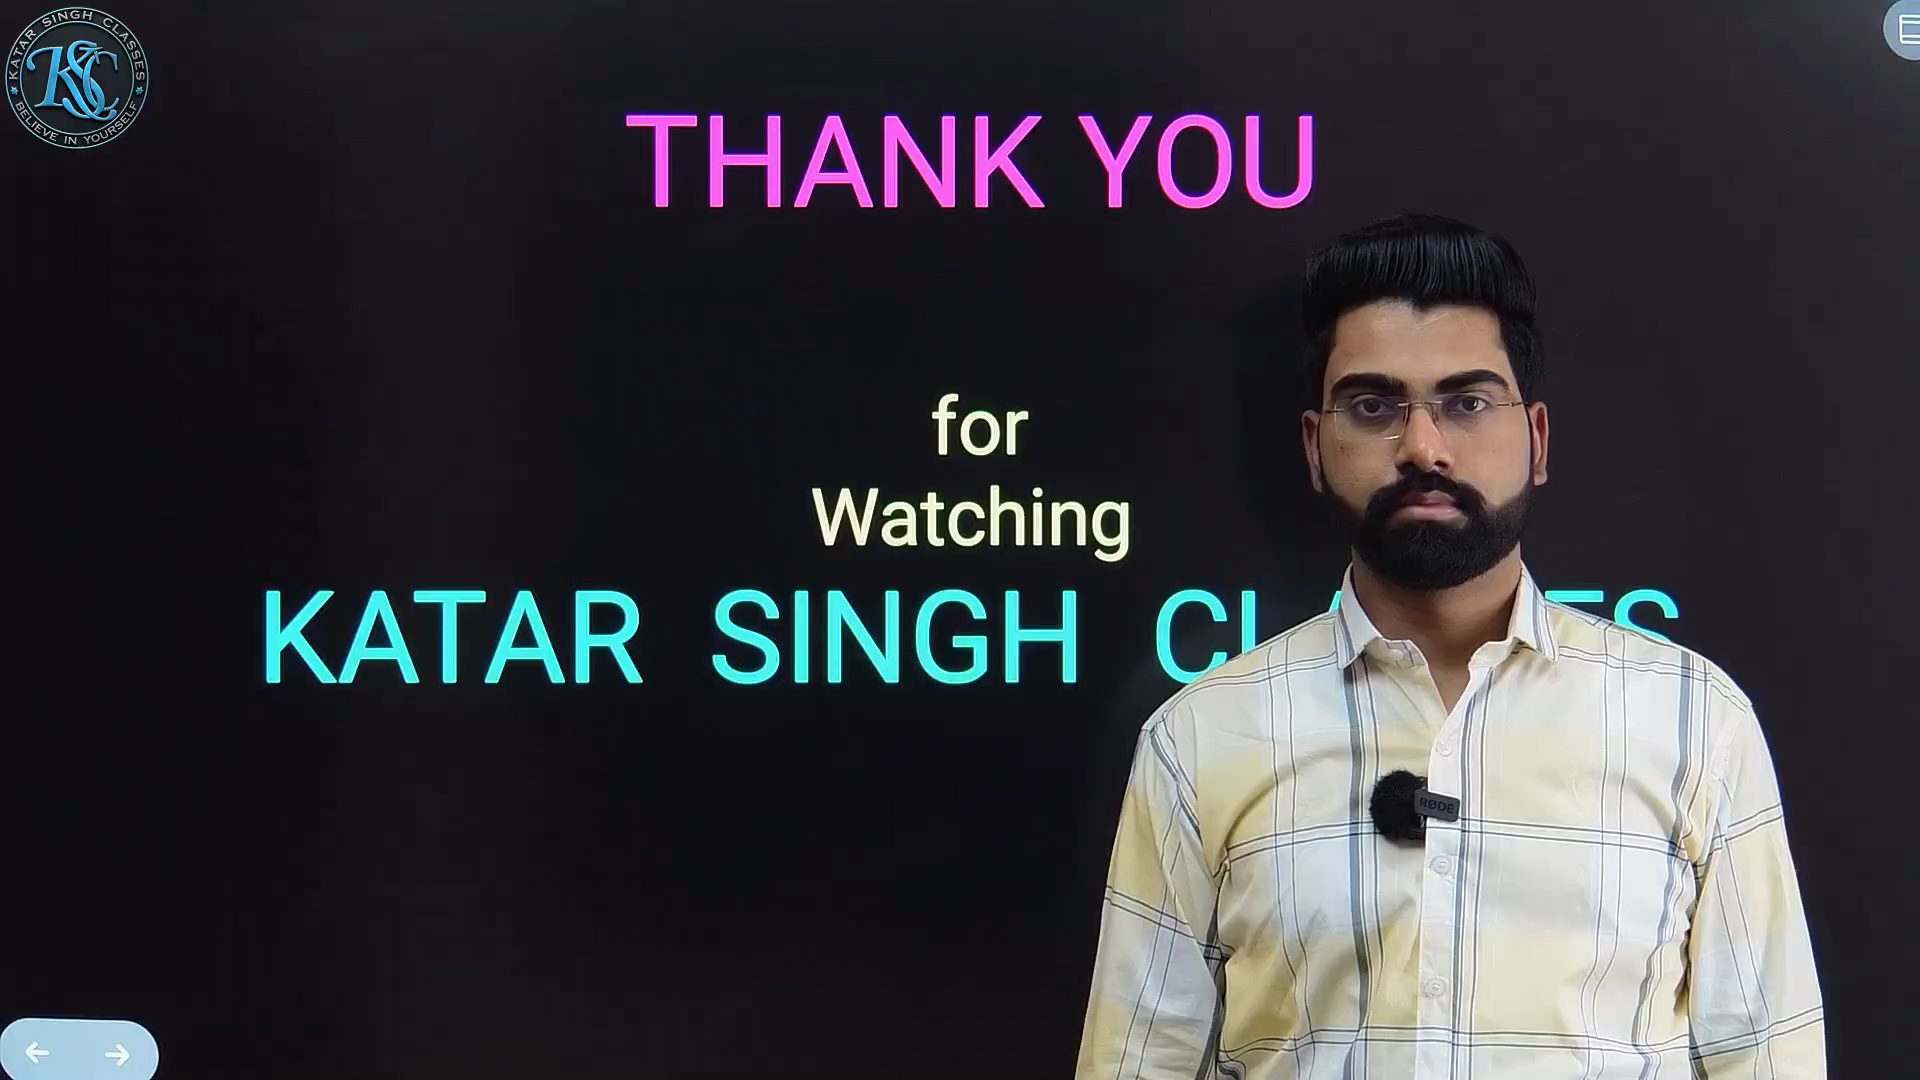 KATAR SINGH CLASSES
KSC
BELIEVE IN YOURSELF
THANK YOU
for
Watching
KATAR SINGH
RØDE